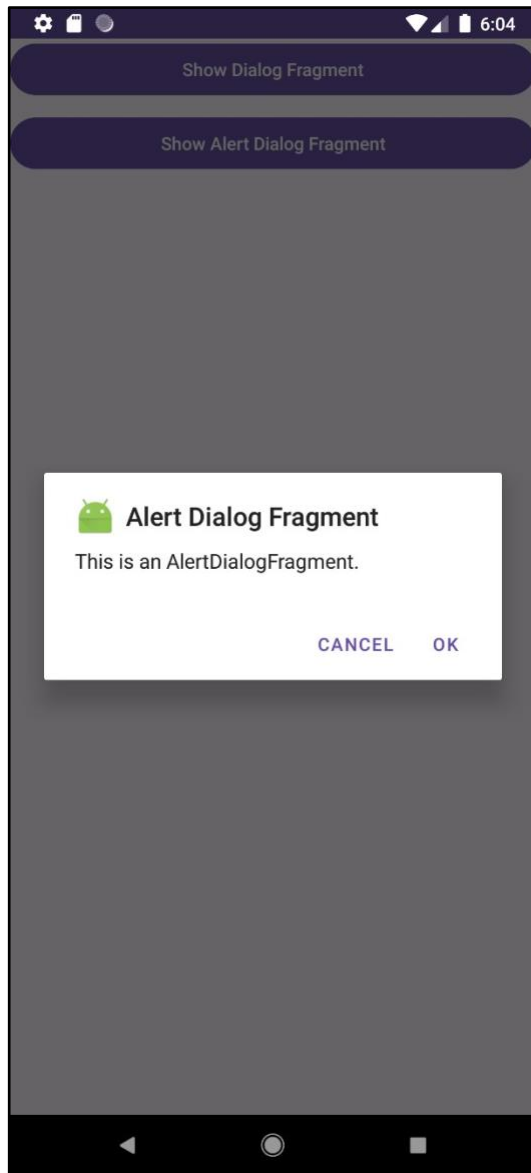 6:04
Show Dialog Fragment
Show Alert Dialog Fragment
Alert Dialog Fragment
This is an AlertDialogFragment.
CANCEL OK